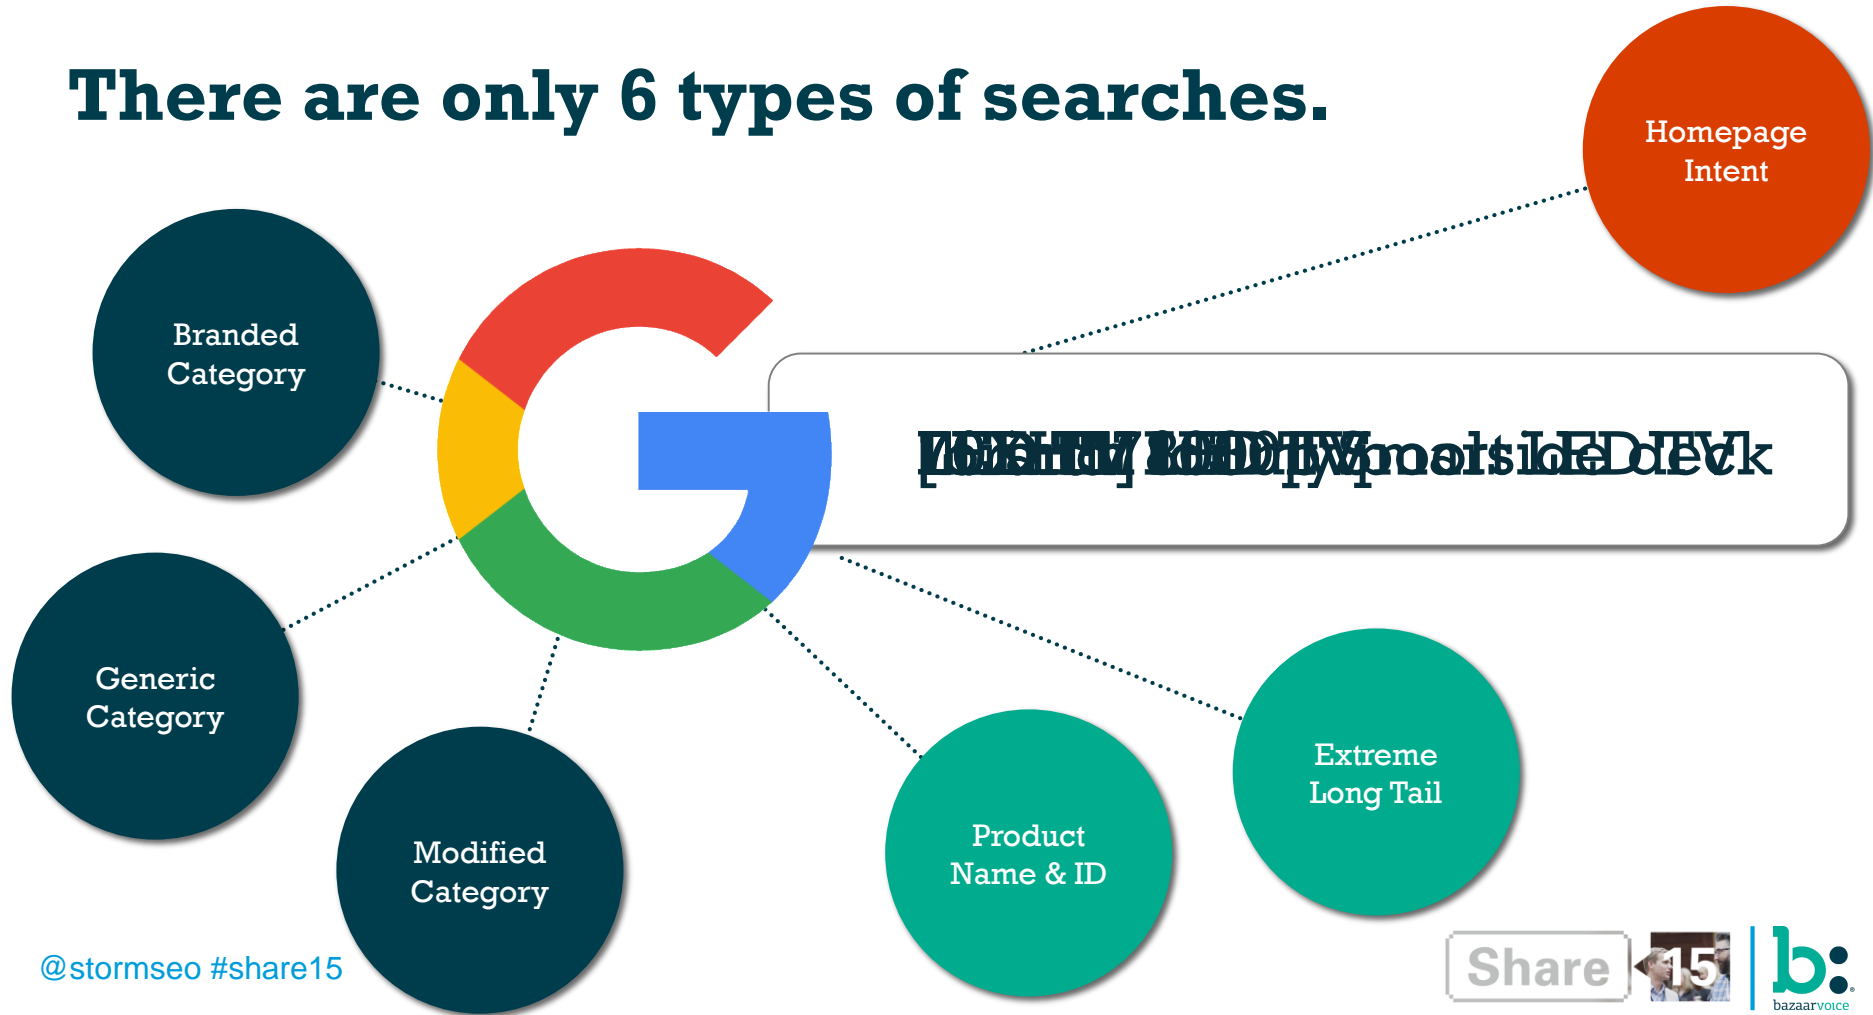 There are only 6 types of searches.
Homepage
Intent
Branded
Category
Generic
Category
Modified
Category
Product
Name & ID
Extreme
Long Tail
@stormseo #share15
Share
15
b:
bazaarvoice